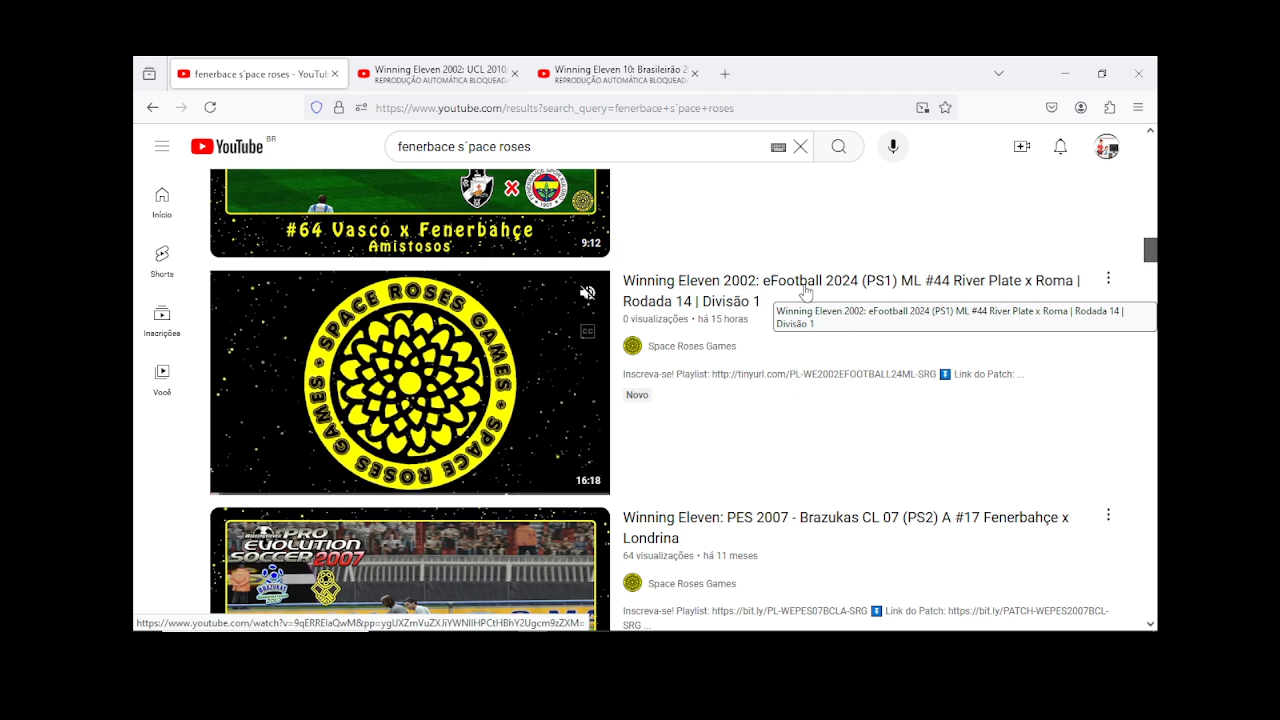 fenerbace s´pace roses - YouTul
Winning Eleven 2002: UCL 2010
REPRODUÇÃO AUTOMÁTICA BLOQUEAD
Winning Eleven 10: Brasileirão 2
REPRODUÇÃO AUTOMÁTICA BLOQUEAD
https://www.youtube.com/results?search_query=fenerbace+s´pace+roses
YouTube BR
fenerbace s´pace roses
Início
Shorts
Inscrições
Você
#64 Vasco x Fenerbahçe
Amistosos
9:12
SPACE ROSES GAMES * SPACE ROSES GAMES *
CC
16:18
Winning Eleven 2002: eFootball 2024 (PS1) ML #44 River Plate x Roma |
Rodada 14 | Divisão 1
Winning Eleven 2002: eFootball 2024 (PS1) ML #44 River Plate x Roma | Rodada 14 |
Divisão 1
0 visualizações • há 15 horas
Space Roses Games
Inscreva-se! Playlist: http://tinyurl.com/PL-WE2002EFOOTBALL24ML-SRG ⬇️ Link do Patch: ...
Novo
Winning Eleven
PRO
EVOLUTION
SOCCER 2007
BRAZUKAS
Winning Eleven: PES 2007 - Brazukas CL 07 (PS2) A #17 Fenerbahçe x
Londrina
64 visualizações • há 11 meses
Space Roses Games
Inscreva-se! Playlist: https://bit.ly/PL-WEPES07BCLA-SRG ⬇️ Link do Patch: https://bit.ly/PATCH-WEPES2007BCL-
SRG ...